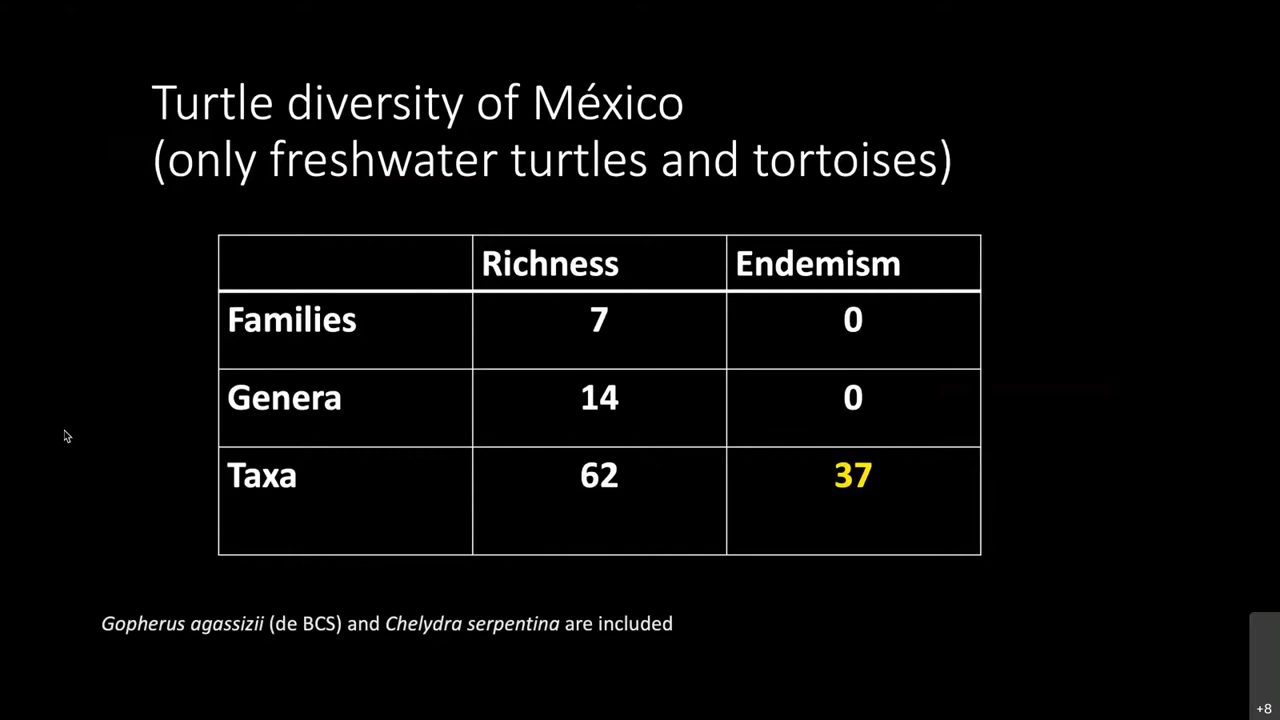 Turtle diversity of México
(only freshwater turtles and tortoises)
Richness Endemism
Families 7 0
Genera 14 0
Taxa 62 37
Gopherus agassizii (de BCS) and Chelydra serpentina are included
+8